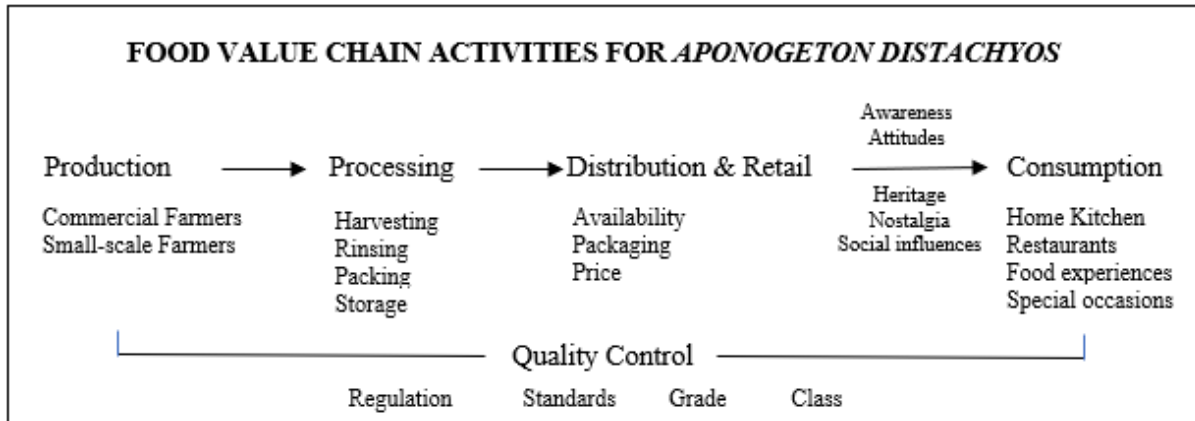 FOOD VALUE CHAIN ACTIVITIES FOR APONOGETON DISTACHYOS
Awareness
Attitudes
Production
Processing
Distribution & Retail
Consumption
Commercial Farmers
Small-scale Farmers
Harvesting
Rinsing
Packing
Storage
Availability
Packaging
Price
Heritage
Nostalgia
Social influences
Home Kitchen
Restaurants
Food experiences
Special occasions
Quality Control
Regulation Standards Grade Class